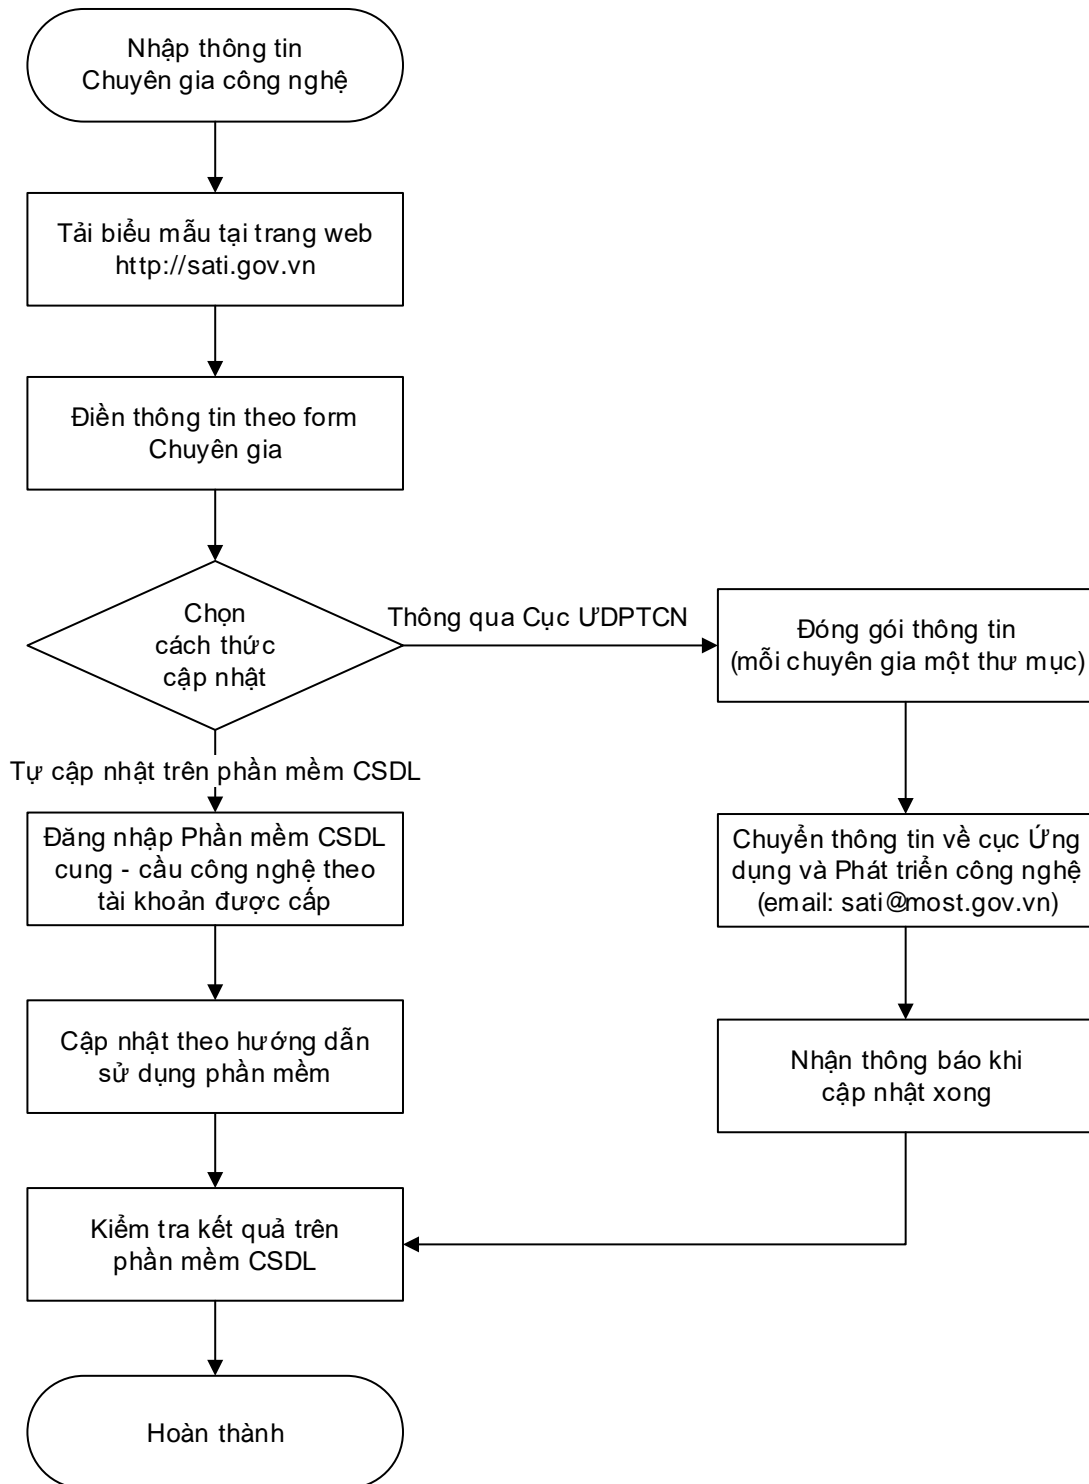 Nhập thông tin
Chuyên gia công nghệ
Tải biểu mẫu tại trang web
http://sati.gov.vn
Điền thông tin theo form
Chuyên gia
Chọn
cách thức
cập nhật
Thông qua Cục ƯDPTCN
Đóng gói thông tin
(mỗi chuyên gia một thư mục)
Tự cập nhật trên phần mềm CSDL
Đăng nhập Phần mềm CSDL
cung - cầu công nghệ theo
tài khoản được cấp
Chuyển thông tin về cục Ứng
dụng và Phát triển công nghệ
(email: sati@most.gov.vn)
Cập nhật theo hướng dẫn
sử dụng phần mềm
Nhận thông báo khi
cập nhật xong
Kiểm tra kết quả trên
phần mềm CSDL
Hoàn thành